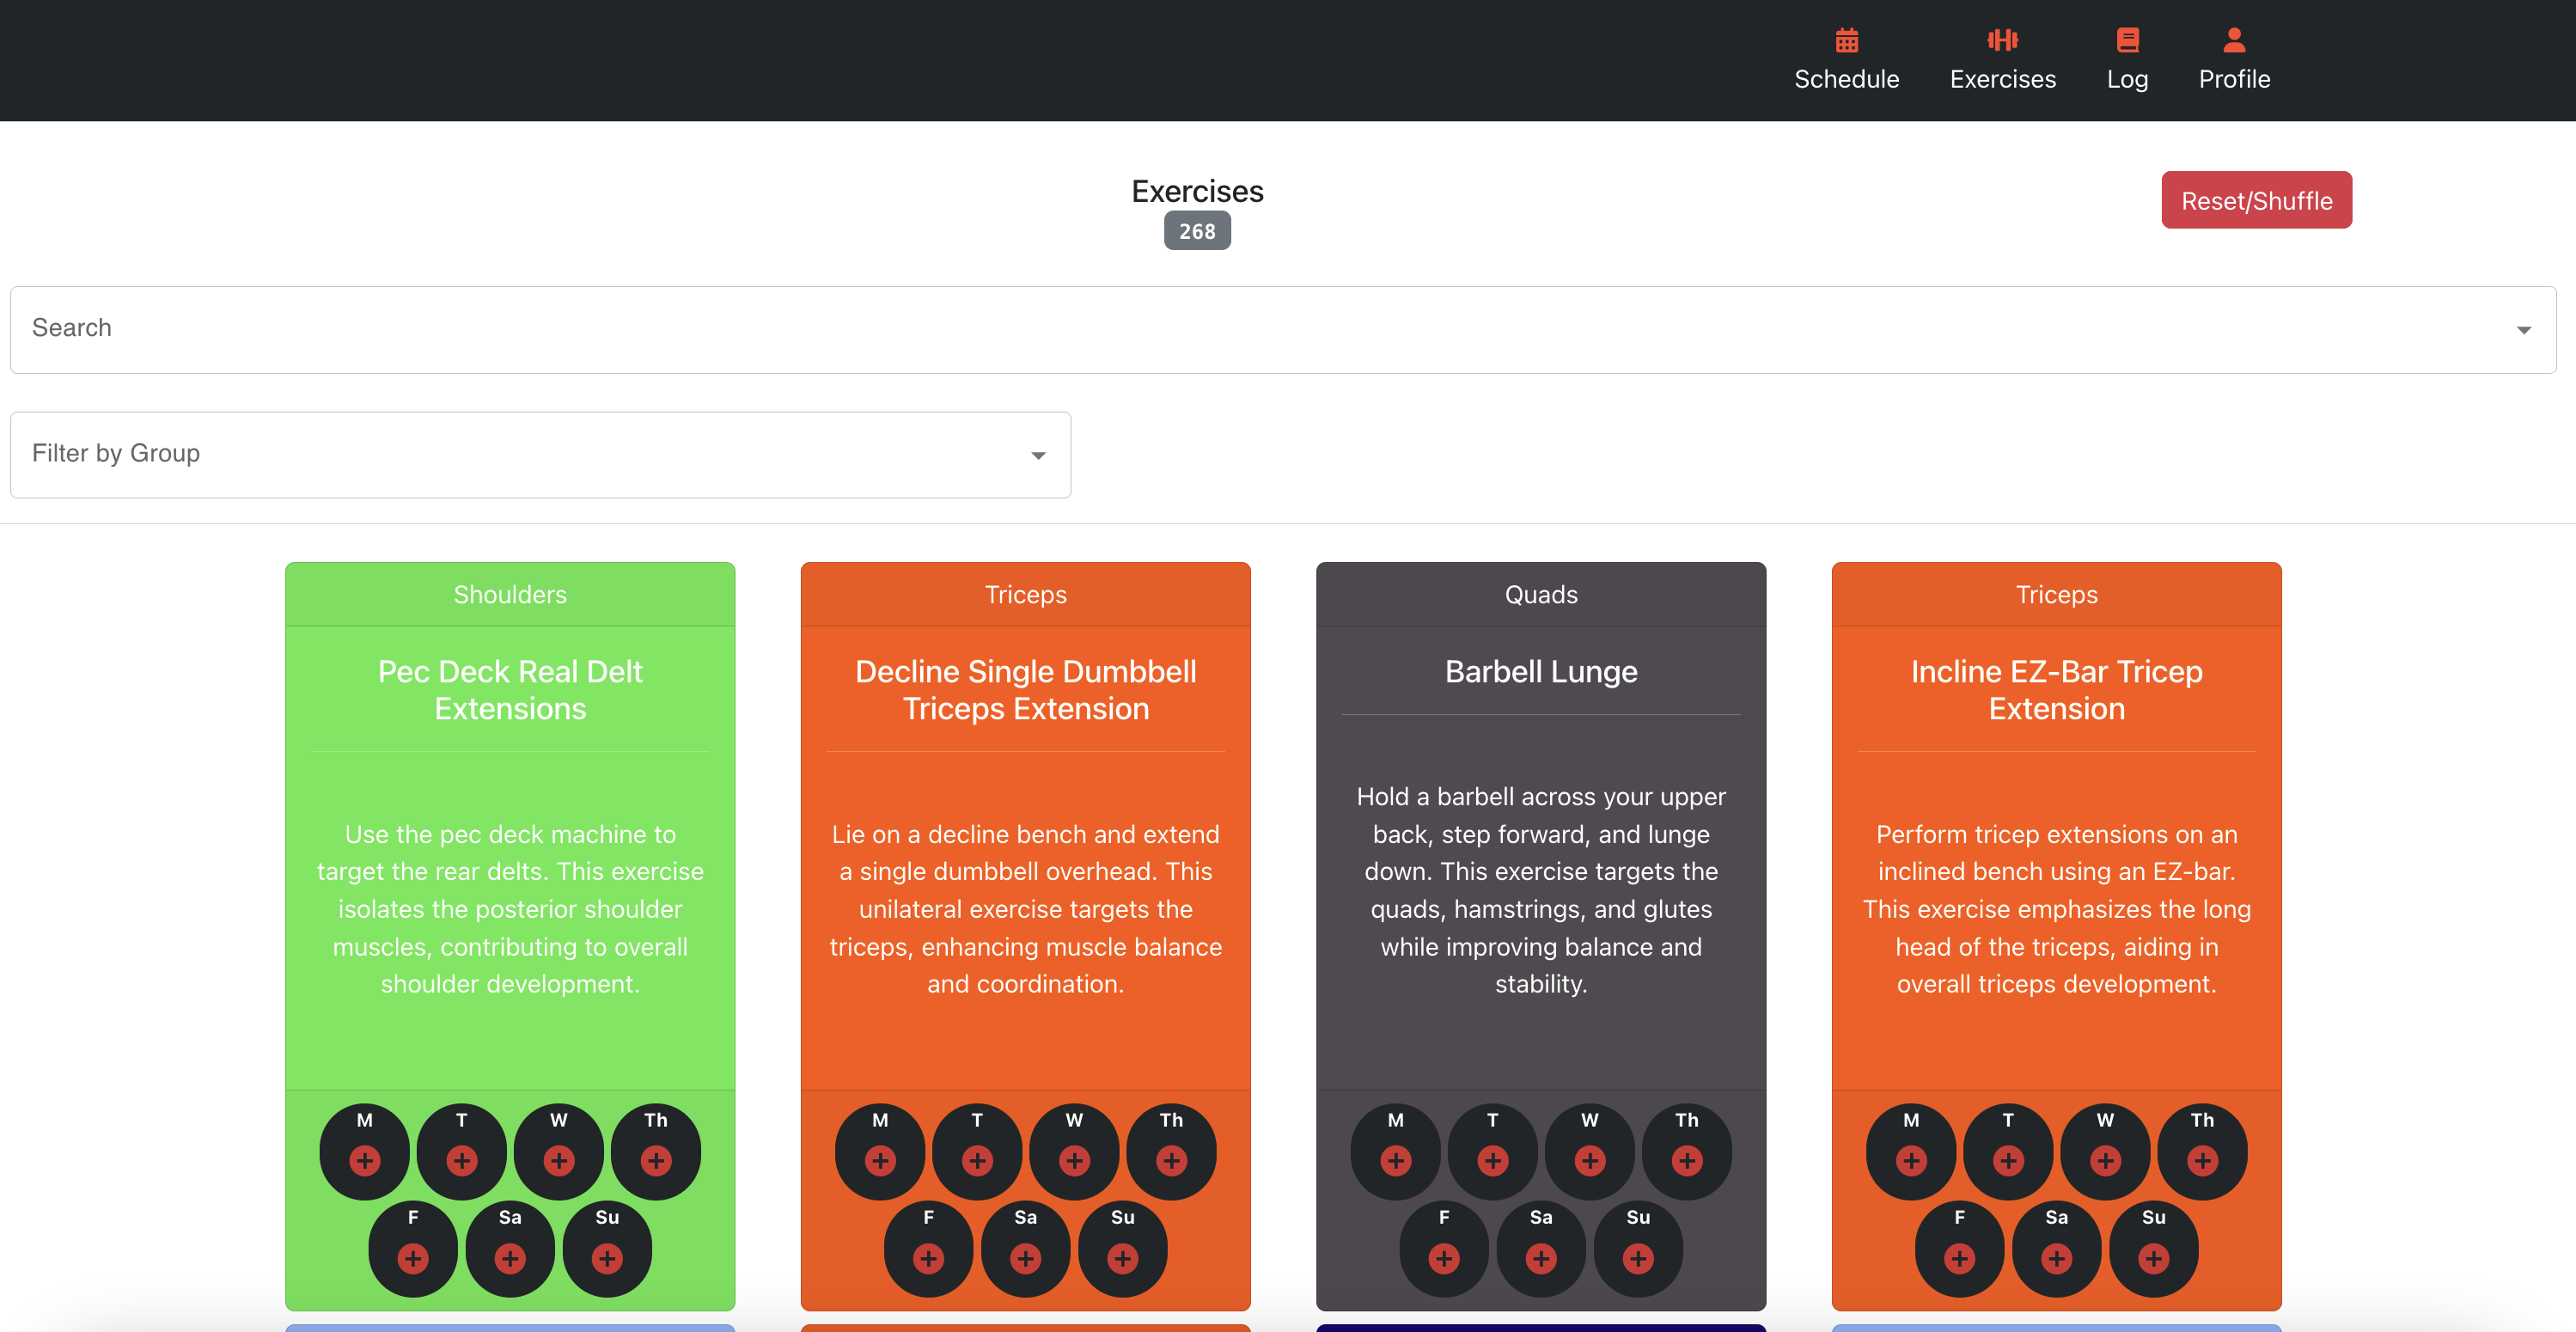 Schedule
Exercises
Log
Profile
Exercises
268
Reset/Shuffle
Search
Filter by Group
Shoulders
Pec Deck Real Delt
Extensions
Use the pec deck machine to
target the rear delts. This exercise
isolates the posterior shoulder
muscles, contributing to overall
shoulder development.
M T W Th
F Sa Su
Triceps
Decline Single Dumbbell
Triceps Extension
Lie on a decline bench and extend
a single dumbbell overhead. This
unilateral exercise targets the
triceps, enhancing muscle balance
and coordination.
M T W Th
F Sa Su
Quads
Barbell Lunge
Hold a barbell across your upper
back, step forward, and lunge
down. This exercise targets the
quads, hamstrings, and glutes
while improving balance and
stability.
M T W Th
F Sa Su
Triceps
Incline EZ-Bar Tricep
Extension
Perform tricep extensions on an
inclined bench using an EZ-bar.
This exercise emphasizes the long
head of the triceps, aiding in
overall triceps development.
M T W Th
F Sa Su